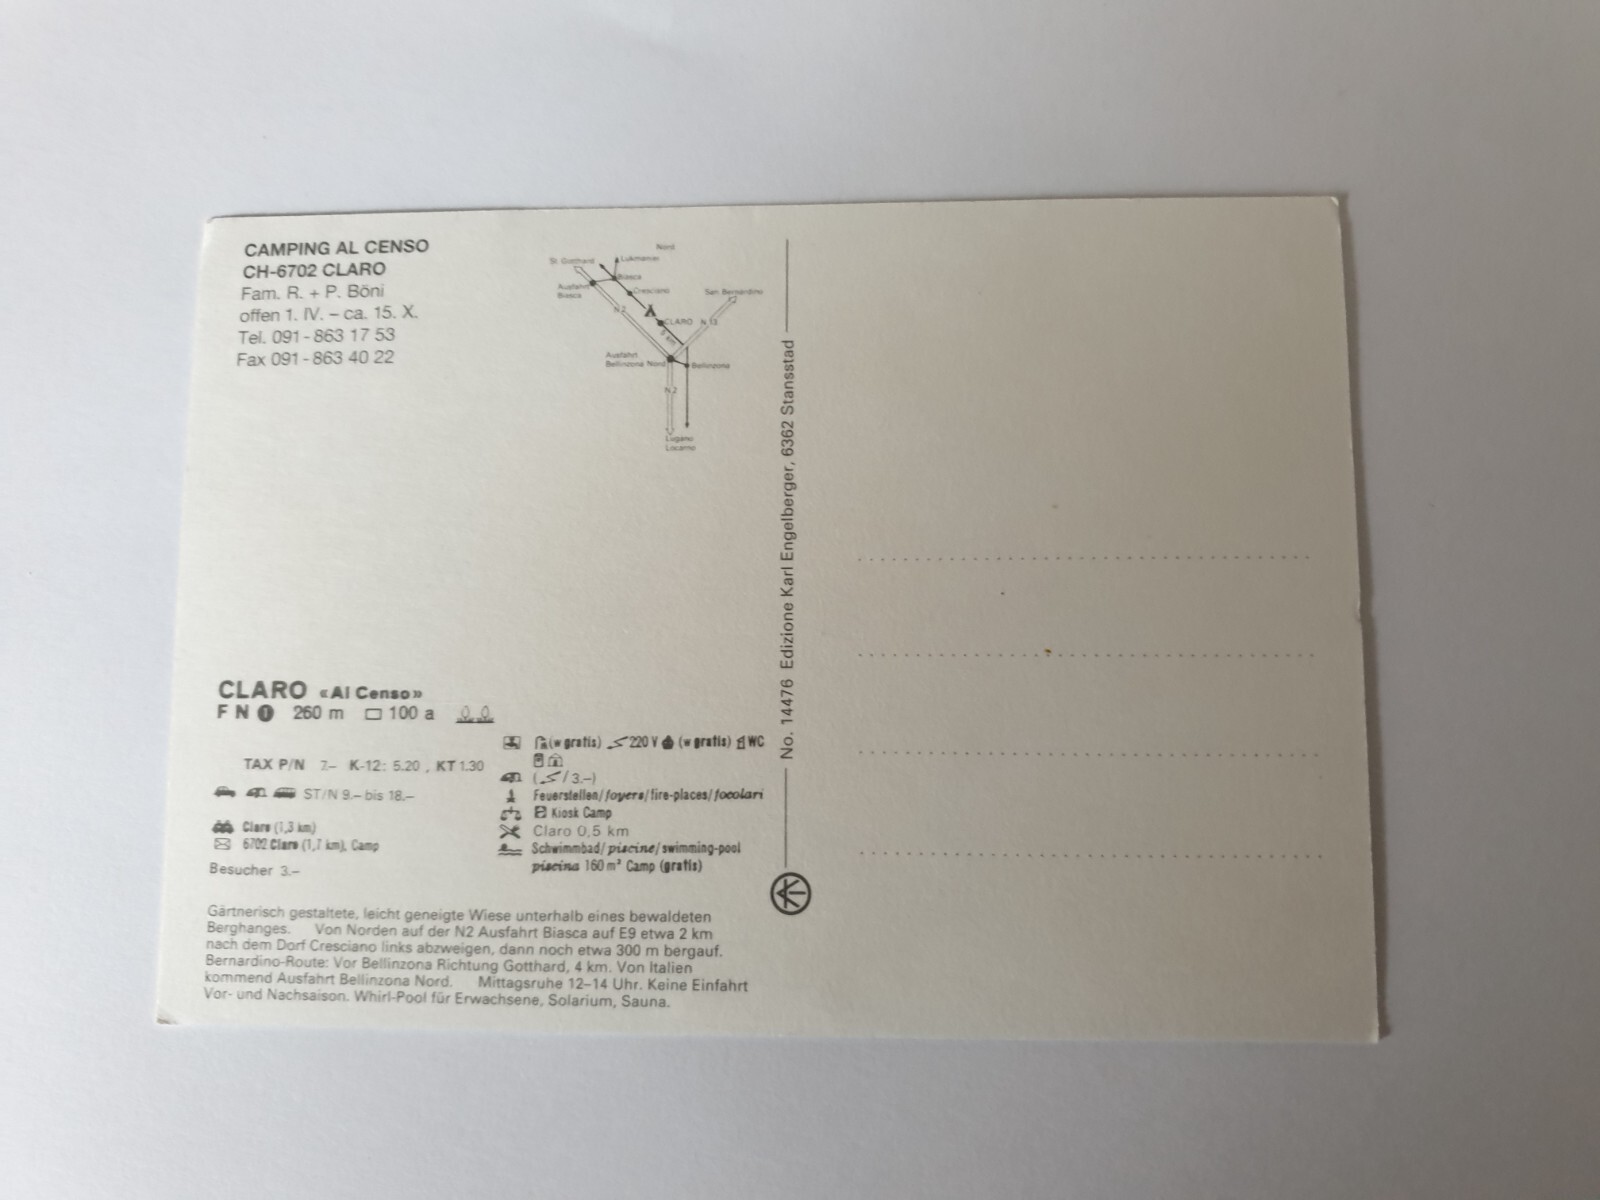 CAMPING AL CENSO
CH-6702 CLARO
Fam. R. + P. Böni
offen 1. IV. – ca. 15. X.
Tel. 091 - 863 17 53
Fax 091 - 863 40 22
Nord
St. Gotthard
Lukmanier
Biasca
Ausfahrt
Biasca
Cresciano
San Bernardino
N 2
CLARO
N 13
9 km
Ausfahrt
Bellinzona Nord
Bellinzona
N 2
Lugano
Locarno
No. 14476 Edizione Karl Engelberger, 6362 Stansstad
CLARO «Al Censo»
F N 1 260 m 100 a
TAX P/N 7.– K-12: 5.20, KT 1.30
ST/N 9.– bis 18.–
Claro (1,3 km)
6702 Claro (1,7 km), Camp
Besucher 3.–
(w gratis) 220 V (w gratis) WC
( / 3.–)
Feuerstellen/foyers/fire-places/focolari
Kiosk Camp
Claro 0,5 km
Schwimmbad/piscine/swimming-pool
piscina 160 m² Camp (gratis)
Gärtnerisch gestaltete, leicht geneigte Wiese unterhalb eines bewaldeten
Berghanges. Von Norden auf der N2 Ausfahrt Biasca auf E9 etwa 2 km
nach dem Dorf Cresciano links abzweigen, dann noch etwa 300 m bergauf.
Bernardino-Route: Vor Bellinzona Richtung Gotthard, 4 km. Von Italien
kommend Ausfahrt Bellinzona Nord. Mittagsruhe 12–14 Uhr. Keine Einfahrt
Vor- und Nachsaison. Whirl-Pool für Erwachsene, Solarium, Sauna.